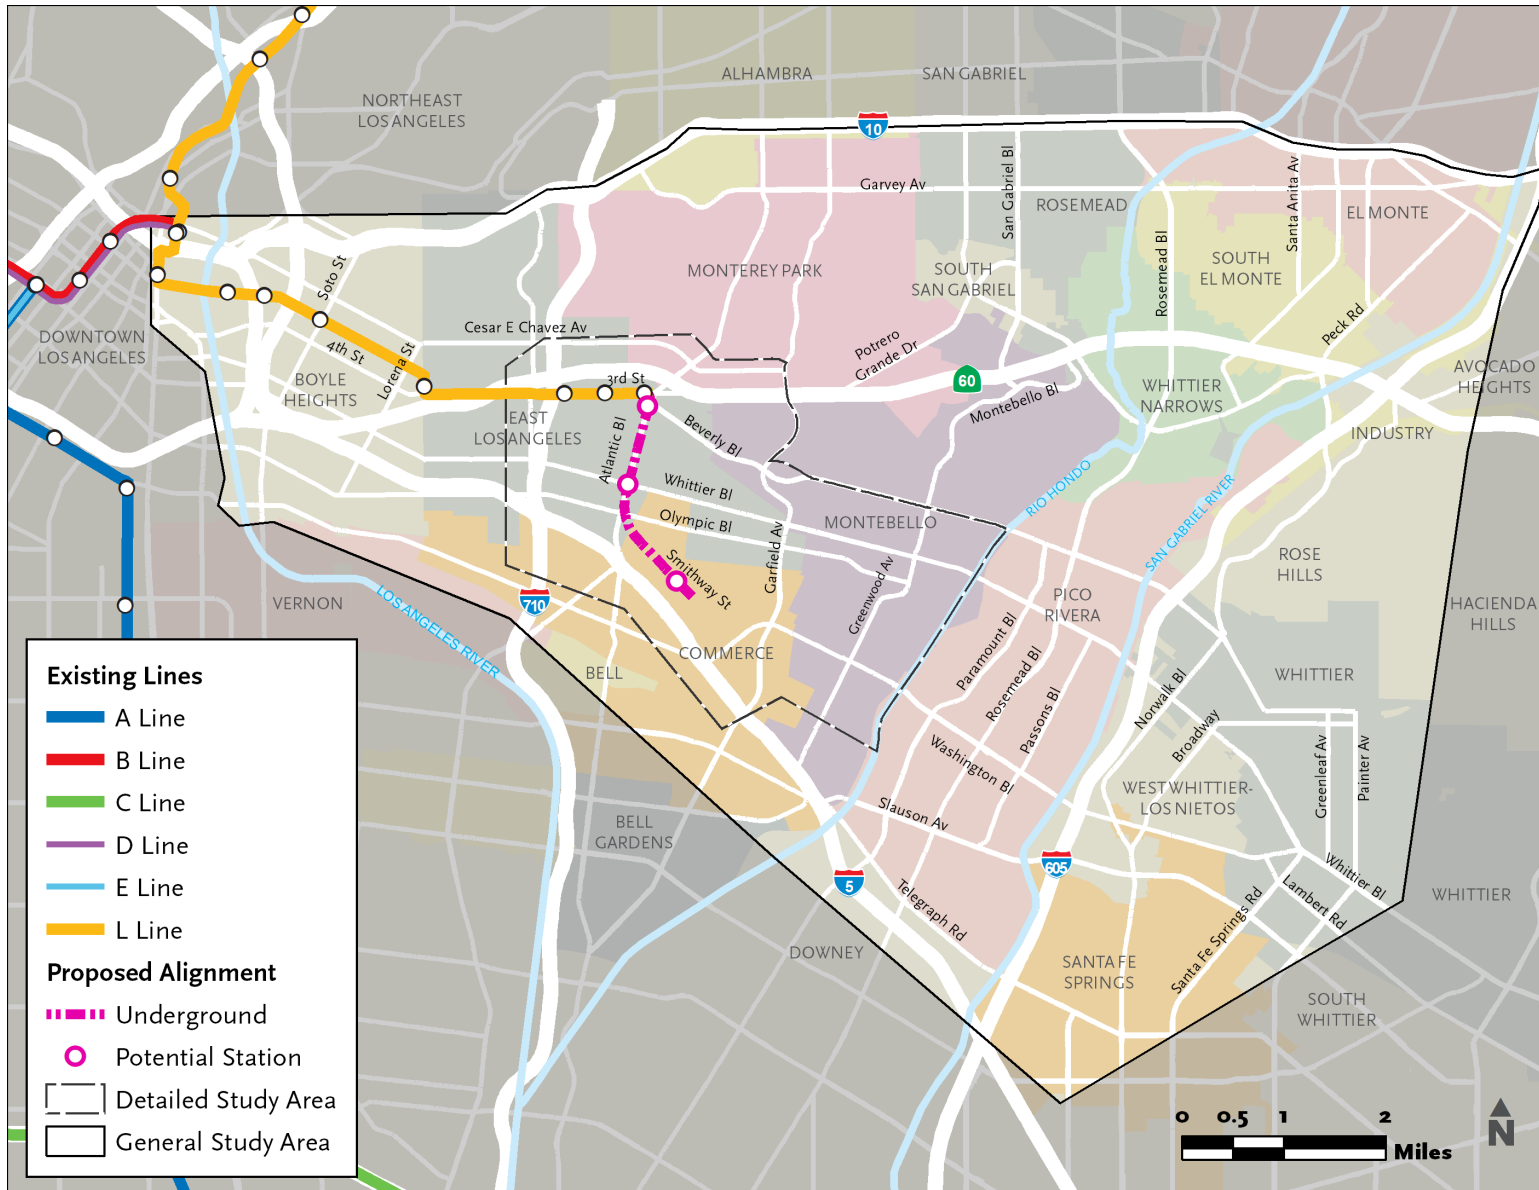 ALHAMBRA
SAN GABRIEL
NORTHEAST
LOS ANGELES
10
Garvey Av
San Gabriel Bl
ROSEMEAD
Santa Anita Av
EL MONTE
Soto St
MONTEREY PARK
SOUTH
SAN GABRIEL
Rosemead Bl
SOUTH
EL MONTE
DOWNTOWN
LOS ANGELES
Cesar E Chavez Av
4th St
Lorena St
Potrero
Grande Dr
Peck Rd
BOYLE
HEIGHTS
3rd St
60
Montebello Bl
WHITTIER
NARROWS
AVOCADO
HEIGHTS
EAST
LOS ANGELES
Atlantic Bl
Beverly Bl
INDUSTRY
Whittier Bl
Olympic Bl
MONTEBELLO
RIO HONDO
SAN GABRIEL RIVER
Garfield Av
Smithway St
Greenwood Av
ROSE
HILLS
VERNON
LOS ANGELES RIVER
710
PICO
RIVERA
HACIENDA
HILLS
BELL
COMMERCE
Paramount Bl
Rosemead Bl
Passons Bl
Norwalk Bl
WHITTIER
Broadway
Washington Bl
WEST WHITTIER-
LOS NIETOS
Greenleaf Av
Painter Av
BELL
GARDENS
Slauson Av
5
605
Whittier Bl
Lambert Rd
WHITTIER
Telegraph Rd
Santa Fe Springs Rd
DOWNEY
SANTA FE
SPRINGS
SOUTH
WHITTIER
Existing Lines
A Line
B Line
C Line
D Line
E Line
L Line
Proposed Alignment
Underground
Potential Station
Detailed Study Area
General Study Area
0 0.5 1 2
Miles
N